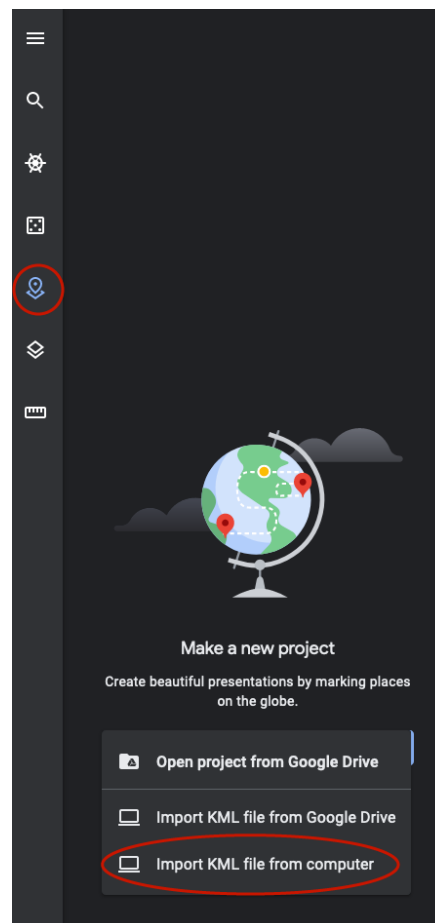 Make a new project
Create beautiful presentations by marking places
on the globe.
Open project from Google Drive
Import KML file from Google Drive
Import KML file from computer